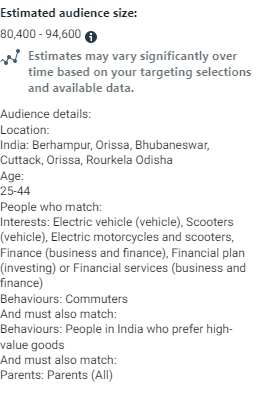 Estimated audience size:
80,400 - 94,600
Estimates may vary significantly over
time based on your targeting selections
and available data.
Audience details:
Location:
India: Berhampur, Orissa, Bhubaneswar,
Cuttack, Orissa, Rourkela Odisha
Age:
25-44
People who match:
Interests: Electric vehicle (vehicle), Scooters
(vehicle), Electric motorcycles and scooters,
Finance (business and finance), Financial plan
(investing) or Financial services (business and
finance)
Behaviours: Commuters
And must also match:
Behaviours: People in India who prefer high-
value goods
And must also match:
Parents: Parents (All)